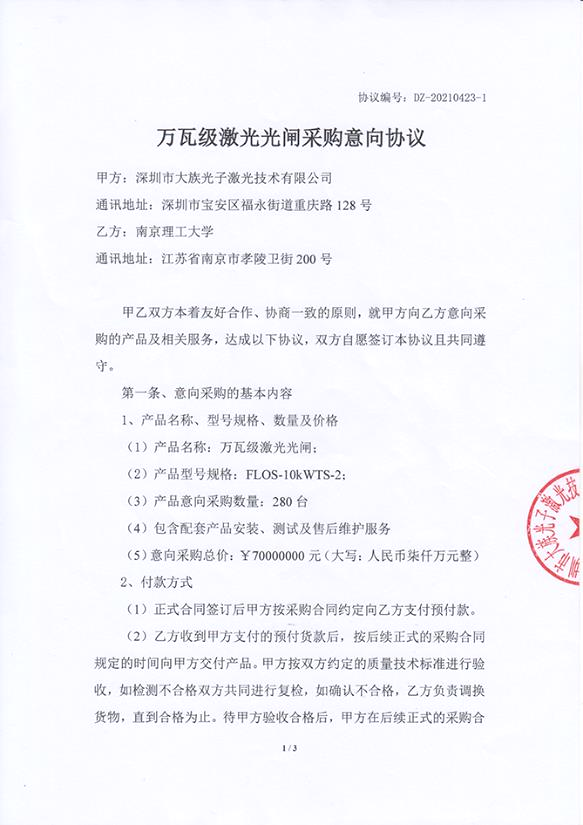 协议编号：DZ-20210423-1
万瓦级激光光闸采购意向协议
甲方：深圳市大族光子激光技术有限公司
通讯地址：深圳市宝安区福永街道重庆路 128 号
乙方：南京理工大学
通讯地址：江苏省南京市孝陵卫街 200 号
甲乙双方本着友好合作、协商一致的原则，就甲方向乙方意向采
购的产品及相关服务，达成以下协议，双方自愿签订本协议且共同遵
守。
第一条、意向采购的基本内容
1、产品名称、型号规格、数量及价格
（1）产品名称：万瓦级激光光闸；
（2）产品型号规格：FLOS-10kWTS-2；
（3）产品意向采购数量：280 台
（4）包含配套产品安装、测试及售后维护服务
（5）意向采购总价：￥70000000 元（大写：人民币柒仟万元整）
2、付款方式
（1）正式合同签订后甲方按采购合同约定向乙方支付预付款。
（2）乙方收到甲方支付的预付货款后，按后续正式的采购合同
规定的时间向甲方交付产品。甲方按双方约定的质量技术标准进行验
收，如检测不合格双方共同进行复检，如确认不合格，乙方负责调换
货物，直到合格为止。待甲方验收合格后，甲方在后续正式的采购合
1 / 3
圳市大族光子激光技